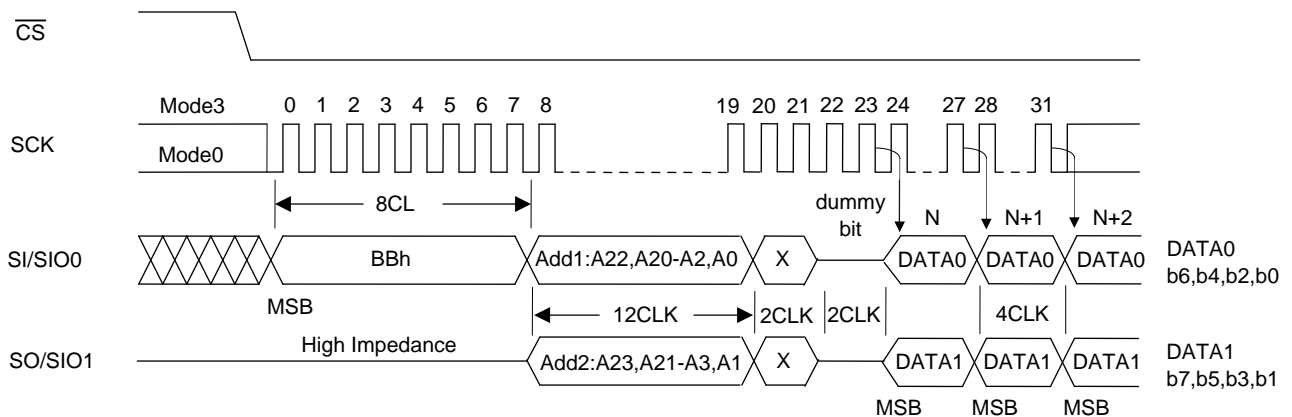 CS
Mode3 0 1 2 3 4 5 6 7 8 19 20 21 22 23 24 27 28 31
SCK
Mode0
8CL
dummy
bit
N N+1 N+2
SI/SIO0 BBh Add1:A22,A20-A2,A0 X DATA0 DATA0 DATA0
DATA0
b6,b4,b2,b0
MSB
12CLK 2CLK 2CLK 4CLK
High Impedance
SO/SIO1 Add2:A23,A21-A3,A1 X DATA1 DATA1 DATA1
DATA1
b7,b5,b3,b1
MSB MSB MSB